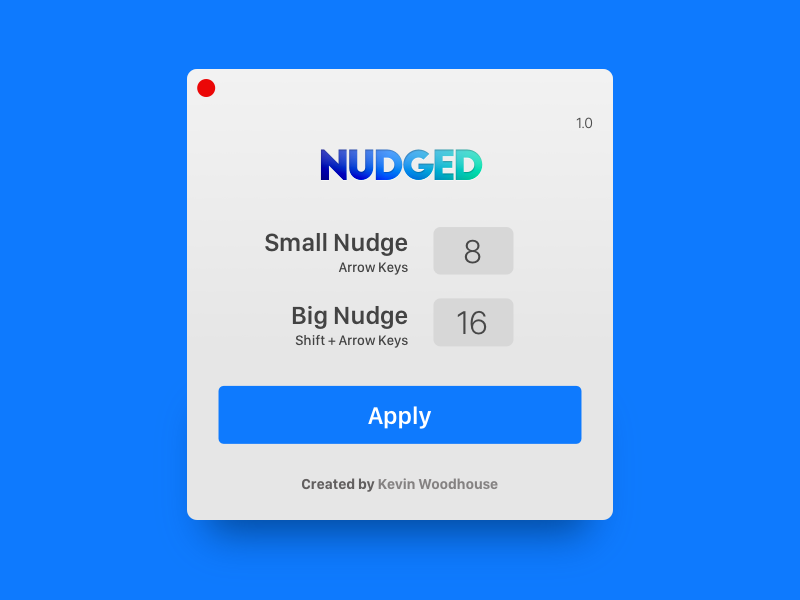 1.0
NUDGED
Small Nudge
8
Arrow Keys
Big Nudge
16
Shift + Arrow Keys
Apply
Created by Kevin Woodhouse